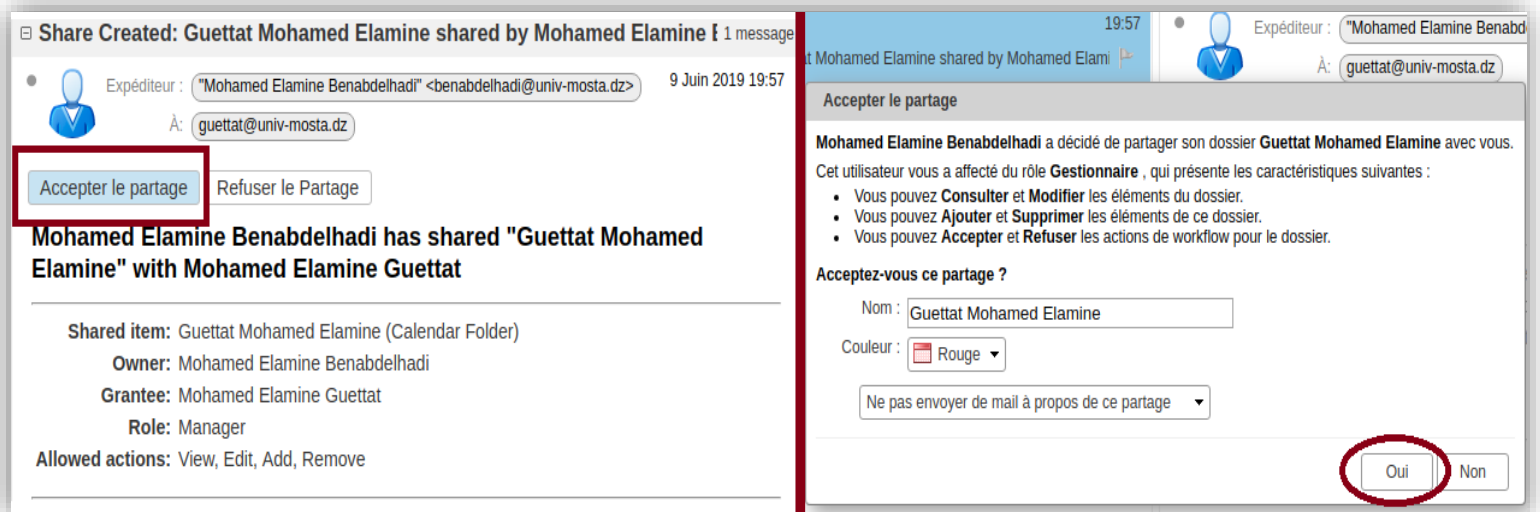 Share Created: Guettat Mohamed Elamine shared by Mohamed Elamine 1 message
Expéditeur : "Mohamed Elamine Benabdelhadi" <benabdelhadi@univ-mosta.dz> 9 Juin 2019 19:57
À: guettat@univ-mosta.dz
Accepter le partage Refuser le Partage
Mohamed Elamine Benabdelhadi has shared "Guettat Mohamed
Elamine" with Mohamed Elamine Guettat
Shared item: Guettat Mohamed Elamine (Calendar Folder)
Owner: Mohamed Elamine Benabdelhadi
Grantee: Mohamed Elamine Guettat
Role: Manager
Allowed actions: View, Edit, Add, Remove
19:57
at Mohamed Elamine shared by Mohamed Elami
Expéditeur : "Mohamed Elamine Benabd
À: guettat@univ-mosta.dz
Accepter le partage
Mohamed Elamine Benabdelhadi a décidé de partager son dossier Guettat Mohamed Elamine avec vous.
Cet utilisateur vous a affecté du rôle Gestionnaire , qui présente les caractéristiques suivantes :
• Vous pouvez Consulter et Modifier les éléments du dossier.
• Vous pouvez Ajouter et Supprimer les éléments de ce dossier.
• Vous pouvez Accepter et Refuser les actions de workflow pour le dossier.
Acceptez-vous ce partage ?
Nom : Guettat Mohamed Elamine
Couleur : Rouge
Ne pas envoyer de mail à propos de ce partage
Oui Non